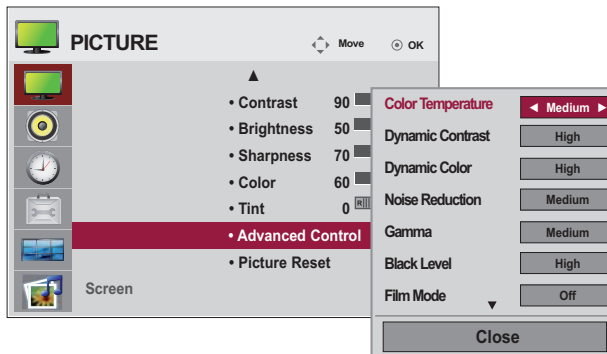 PICTURE
Move
OK
▲
• Contrast 90
• Brightness 50
• Sharpness 70
• Color 60
• Tint 0 R
• Advanced Control
• Picture Reset
Screen
Color Temperature ◄ Medium ►
Dynamic Contrast High
Dynamic Color High
Noise Reduction Medium
Gamma Medium
Black Level High
Film Mode Off
▼
Close